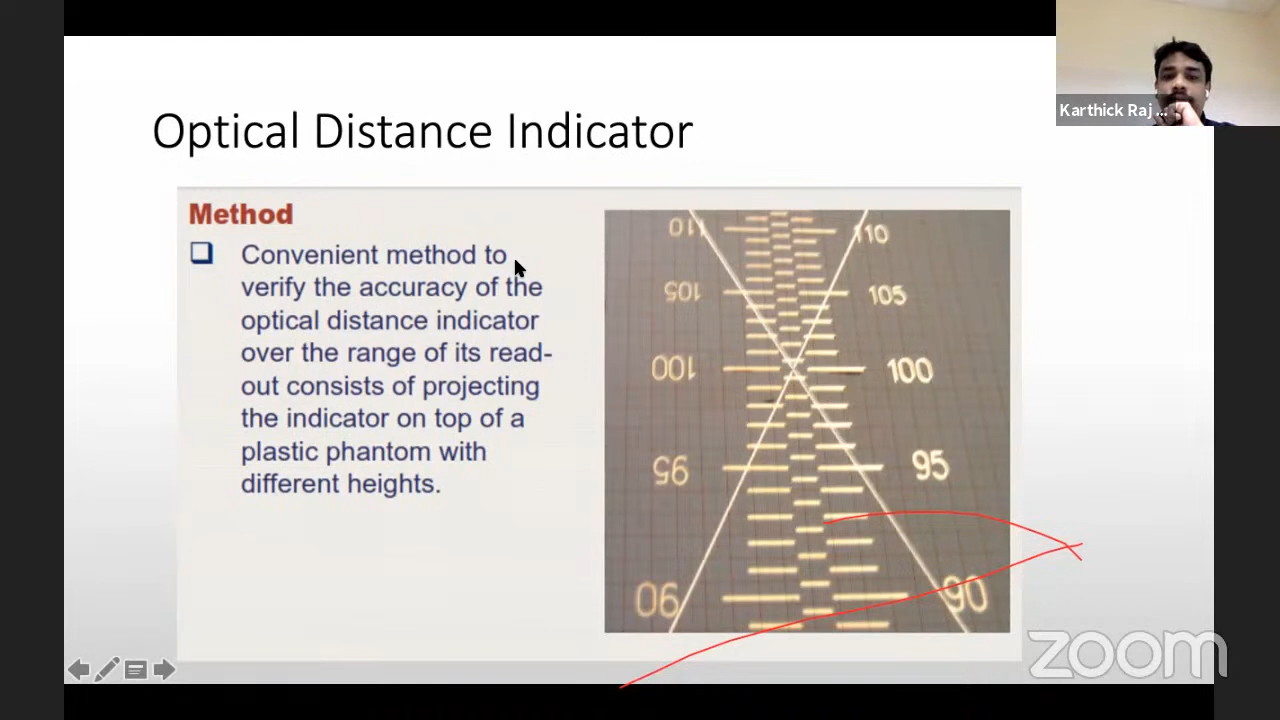 Karthick Raj ...
Optical Distance Indicator
Method
Convenient method to
verify the accuracy of the
optical distance indicator
over the range of its read-
out consists of projecting
the indicator on top of a
plastic phantom with
different heights.
110 110
105 105
100 100
95 95
90 90
zoom